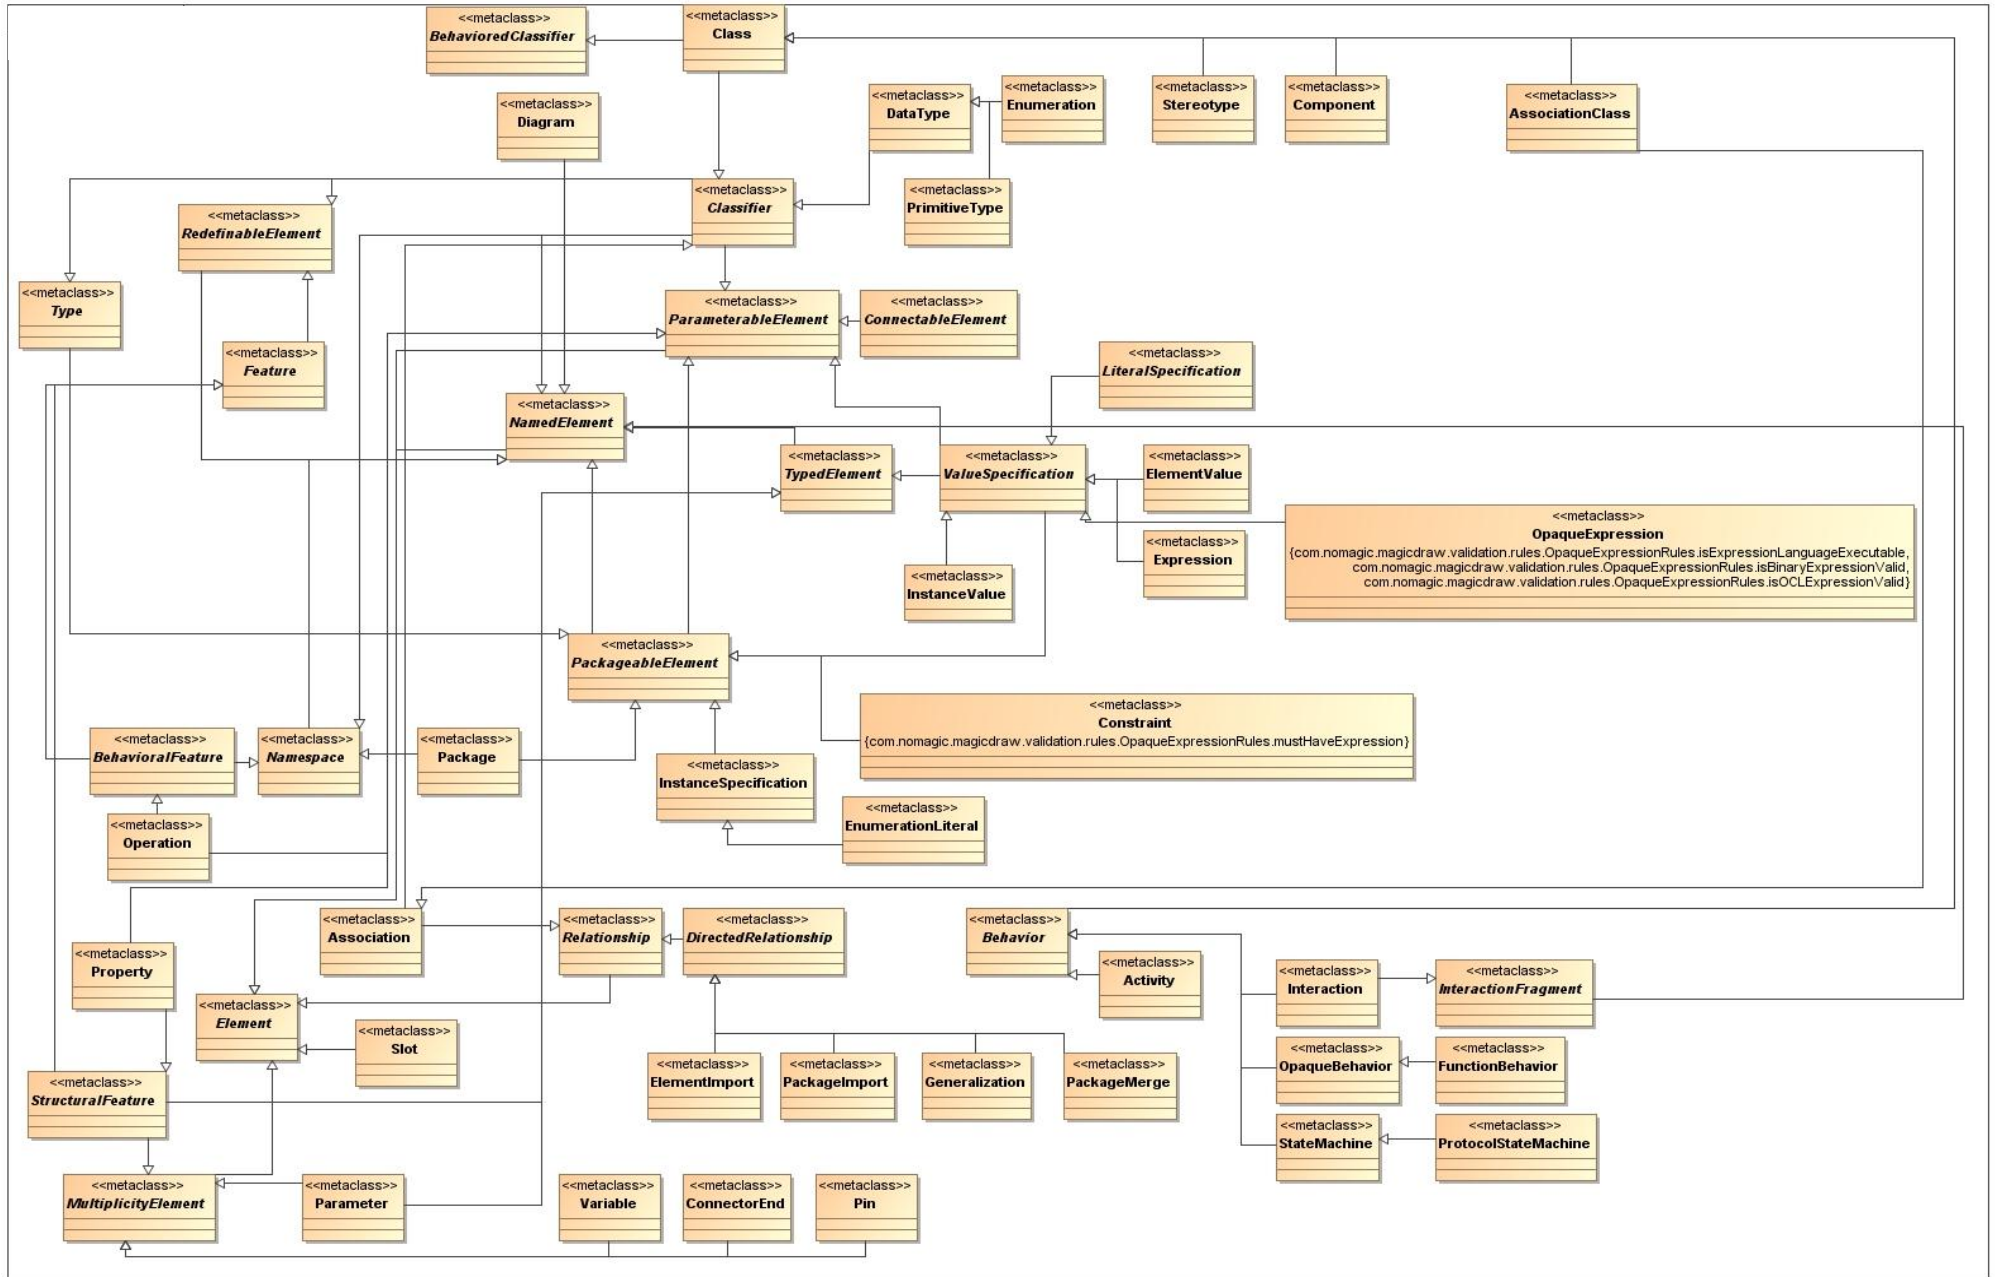 <<metaclass>>
BehavioredClassifier
<<metaclass>>
Class
<<metaclass>>
Diagram
<<metaclass>>
DataType
<<metaclass>>
Enumeration
<<metaclass>>
Stereotype
<<metaclass>>
Component
<<metaclass>>
AssociationClass
<<metaclass>>
Classifier
<<metaclass>>
PrimitiveType
<<metaclass>>
RedefinableElement
<<metaclass>>
Type
<<metaclass>>
ParameterableElement
<<metaclass>>
ConnectableElement
<<metaclass>>
Feature
<<metaclass>>
LiteralSpecification
<<metaclass>>
NamedElement
<<metaclass>>
TypedElement
<<metaclass>>
ValueSpecification
<<metaclass>>
ElementValue
<<metaclass>>
OpaqueExpression
{com.nomagic.magicdraw.validation.rules.OpaqueExpressionRules.isExpressionLanguageExecutable,
com.nomagic.magicdraw.validation.rules.OpaqueExpressionRules.isBinaryExpressionValid,
com.nomagic.magicdraw.validation.rules.OpaqueExpressionRules.isOCLExpressionValid}
<<metaclass>>
Expression
<<metaclass>>
InstanceValue
<<metaclass>>
PackageableElement
<<metaclass>>
Constraint
{com.nomagic.magicdraw.validation.rules.OpaqueExpressionRules.mustHaveExpression}
<<metaclass>>
BehavioralFeature
<<metaclass>>
Namespace
<<metaclass>>
Package
<<metaclass>>
InstanceSpecification
<<metaclass>>
EnumerationLiteral
<<metaclass>>
Operation
<<metaclass>>
Association
<<metaclass>>
Relationship
<<metaclass>>
DirectedRelationship
<<metaclass>>
Behavior
<<metaclass>>
Property
<<metaclass>>
Activity
<<metaclass>>
Interaction
<<metaclass>>
InteractionFragment
<<metaclass>>
Element
<<metaclass>>
Slot
<<metaclass>>
OpaqueBehavior
<<metaclass>>
FunctionBehavior
<<metaclass>>
ElementImport
<<metaclass>>
PackageImport
<<metaclass>>
Generalization
<<metaclass>>
PackageMerge
<<metaclass>>
StructuralFeature
<<metaclass>>
StateMachine
<<metaclass>>
ProtocolStateMachine
<<metaclass>>
MultiplicityElement
<<metaclass>>
Parameter
<<metaclass>>
Variable
<<metaclass>>
ConnectorEnd
<<metaclass>>
Pin